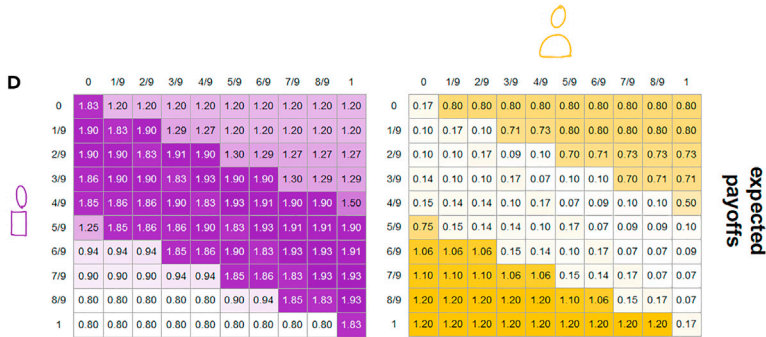 D
0 1/9 2/9 3/9 4/9 5/9 6/9 7/9 8/9 1
0 1.83 1.20 1.20 1.20 1.20 1.20 1.20 1.20 1.20 1.20
1/9 1.90 1.83 1.90 1.29 1.27 1.20 1.20 1.20 1.20 1.20
2/9 1.90 1.90 1.83 1.91 1.90 1.30 1.29 1.27 1.27 1.27
3/9 1.86 1.90 1.90 1.83 1.93 1.90 1.90 1.30 1.29 1.29
4/9 1.85 1.86 1.86 1.90 1.83 1.93 1.91 1.90 1.90 1.50
5/9 1.25 1.85 1.86 1.86 1.90 1.83 1.93 1.91 1.91 1.90
6/9 0.94 0.94 0.94 1.85 1.86 1.90 1.83 1.93 1.93 1.91
7/9 0.90 0.90 0.90 0.94 0.94 1.85 1.86 1.83 1.93 1.93
8/9 0.80 0.80 0.80 0.80 0.80 0.90 0.94 1.85 1.83 1.93
1 0.80 0.80 0.80 0.80 0.80 0.80 0.80 0.80 0.80 1.83
0 1/9 2/9 3/9 4/9 5/9 6/9 7/9 8/9 1
0 0.17 0.80 0.80 0.80 0.80 0.80 0.80 0.80 0.80 0.80
1/9 0.10 0.17 0.10 0.71 0.73 0.80 0.80 0.80 0.80 0.80
2/9 0.10 0.10 0.17 0.09 0.10 0.70 0.71 0.73 0.73 0.73
3/9 0.14 0.10 0.10 0.17 0.07 0.10 0.10 0.70 0.71 0.71
4/9 0.15 0.14 0.14 0.10 0.17 0.07 0.09 0.10 0.10 0.50
5/9 0.75 0.15 0.14 0.14 0.10 0.17 0.07 0.09 0.09 0.10
6/9 1.06 1.06 1.06 0.15 0.14 0.10 0.17 0.07 0.07 0.09
7/9 1.10 1.10 1.10 1.06 1.06 0.15 0.14 0.17 0.07 0.07
8/9 1.20 1.20 1.20 1.20 1.20 1.10 1.06 0.15 0.17 0.07
1 1.20 1.20 1.20 1.20 1.20 1.20 1.20 1.20 1.20 0.17
expected
payoffs